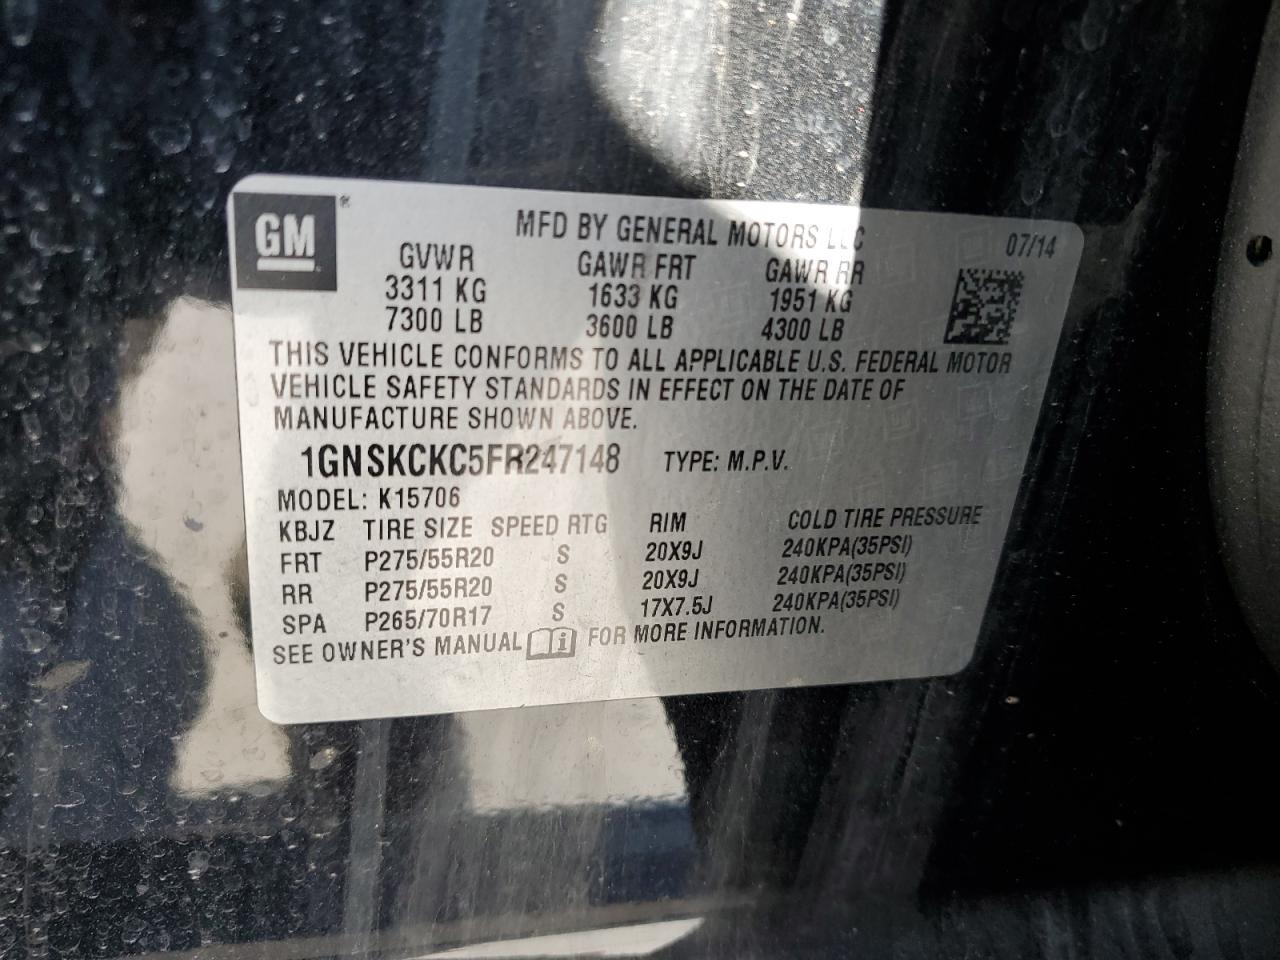 GM®
MFD BY GENERAL MOTORS LLC
07/14
GVWR GAWR FRT GAWR RR
3311 KG 1633 KG 1951 KG
7300 LB 3600 LB 4300 LB
THIS VEHICLE CONFORMS TO ALL APPLICABLE U.S. FEDERAL MOTOR
VEHICLE SAFETY STANDARDS IN EFFECT ON THE DATE OF
MANUFACTURE SHOWN ABOVE.
1GNSKCKC5FR247148 TYPE: M.P.V.
MODEL: K15706
KBJZ TIRE SIZE SPEED RTG RIM COLD TIRE PRESSURE
FRT P275/55R20 S 20X9J 240KPA(35PSI)
RR P275/55R20 S 20X9J 240KPA(35PSI)
SPA P265/70R17 S 17X7.5J 240KPA(35PSI)
SEE OWNER'S MANUAL i FOR MORE INFORMATION.